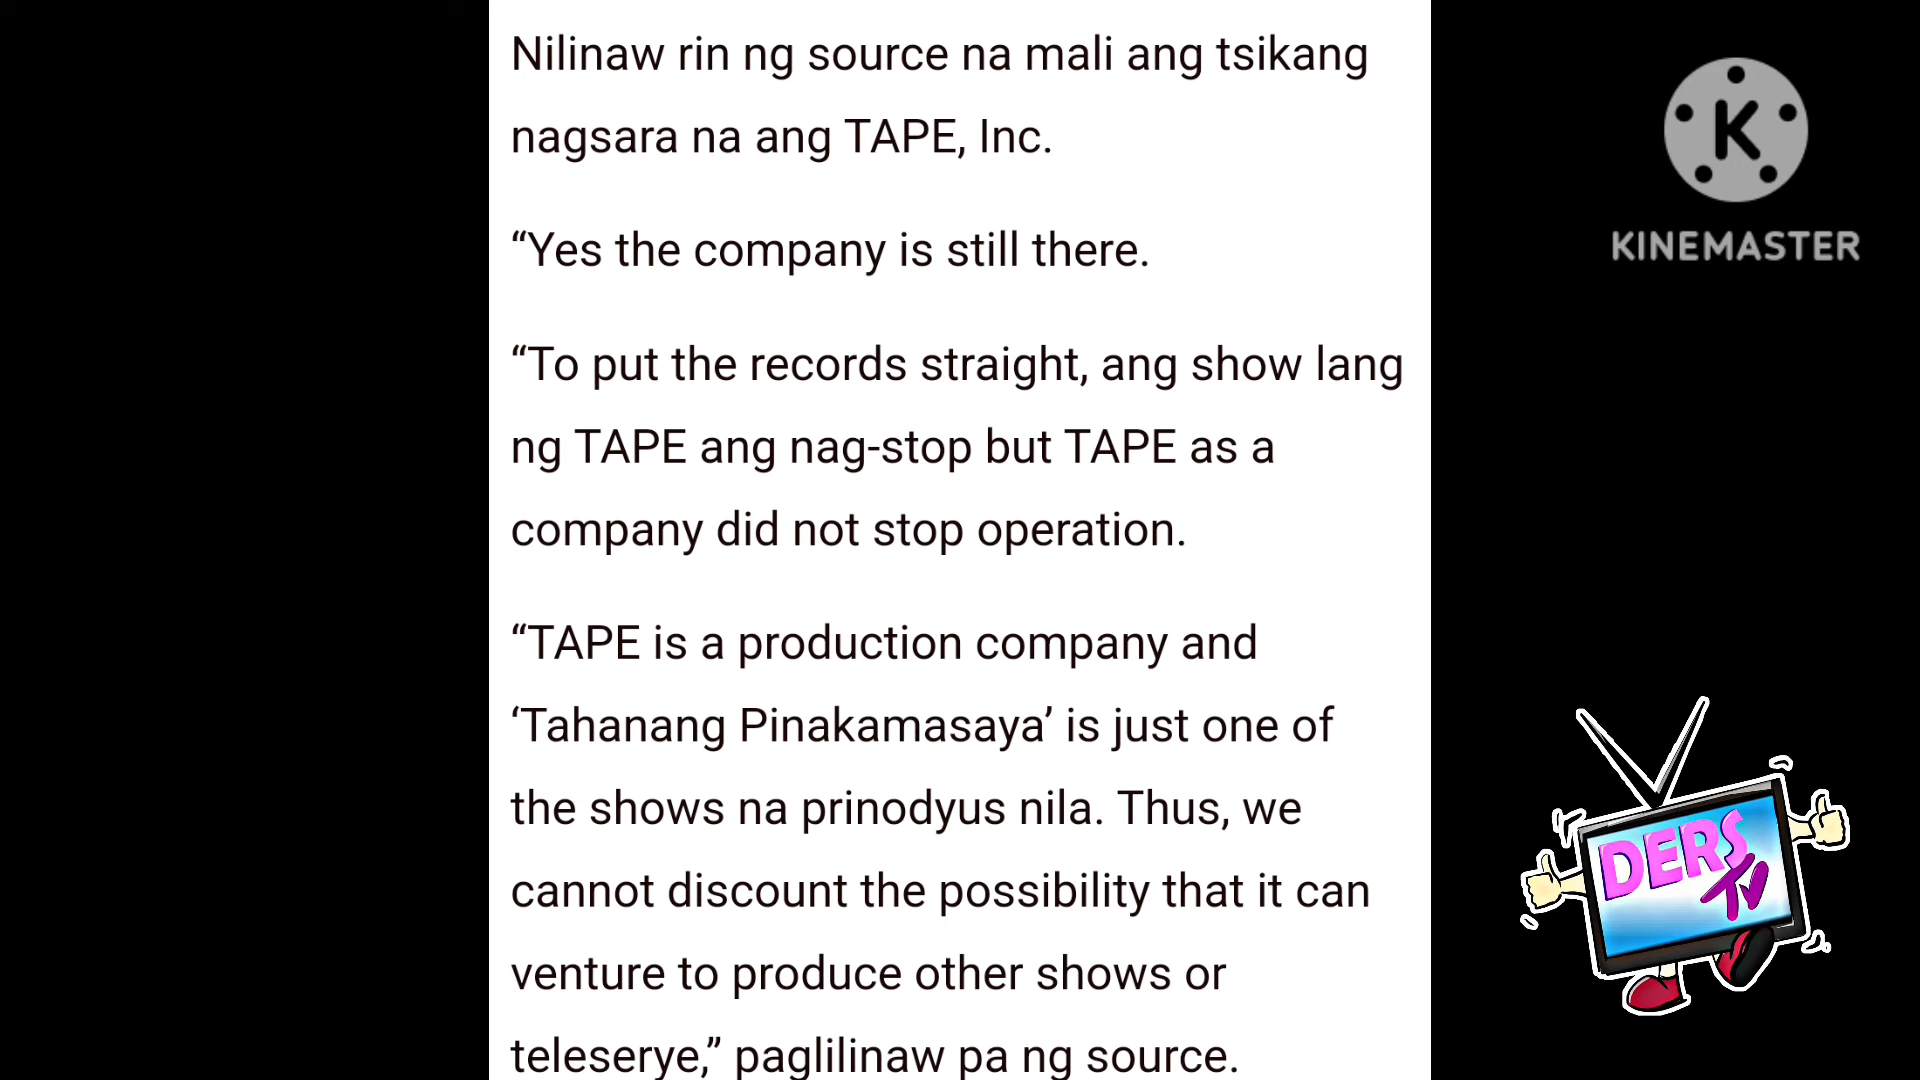 Nilinaw rin ng source na mali ang tsikang
nagsara na ang TAPE, Inc.
“Yes the company is still there.
“To put the records straight, ang show lang
ng TAPE ang nag-stop but TAPE as a
company did not stop operation.
“TAPE is a production company and
‘Tahanang Pinakamasaya’ is just one of
the shows na prinodyus nila. Thus, we
cannot discount the possibility that it can
venture to produce other shows or
teleserye,” paglilinaw pa ng source.
K
KINEMASTER
DERS
TV